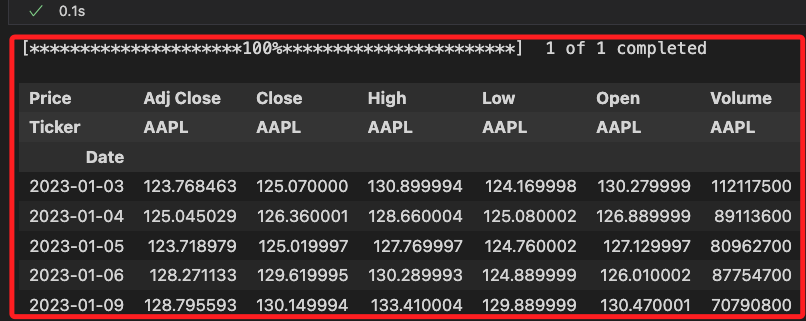 ✓ 0.1s
[*********************100%***********************]  1 of 1 completed
Price Adj Close Close High Low Open Volume
Ticker AAPL AAPL AAPL AAPL AAPL AAPL
Date
2023-01-03 123.768463 125.070000 130.899994 124.169998 130.279999 112117500
2023-01-04 125.045029 126.360001 128.660004 125.080002 126.889999 89113600
2023-01-05 123.718979 125.019997 127.769997 124.760002 127.129997 80962700
2023-01-06 128.271133 129.619995 130.289993 124.889999 126.010002 87754700
2023-01-09 128.795593 130.149994 133.410004 129.889999 130.470001 70790800